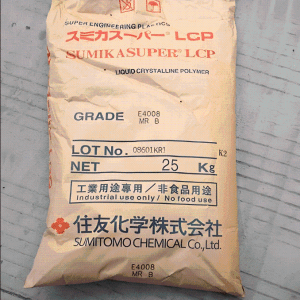 SUPER ENGINEERING PLASTICS
スミカスーパー® LCP
SUMIKASUPER® LCP
LIQUID CRYSTALLINE POLYMER
GRADE E4008
MR B
LOT No. 08601KR1 K2
NET 25 Kg
工業用途専用/非食品用途
Industrial use only / No food use
住友化学株式会社
SUMITOMO CHEMICAL Co., Ltd.
E4008
MR B